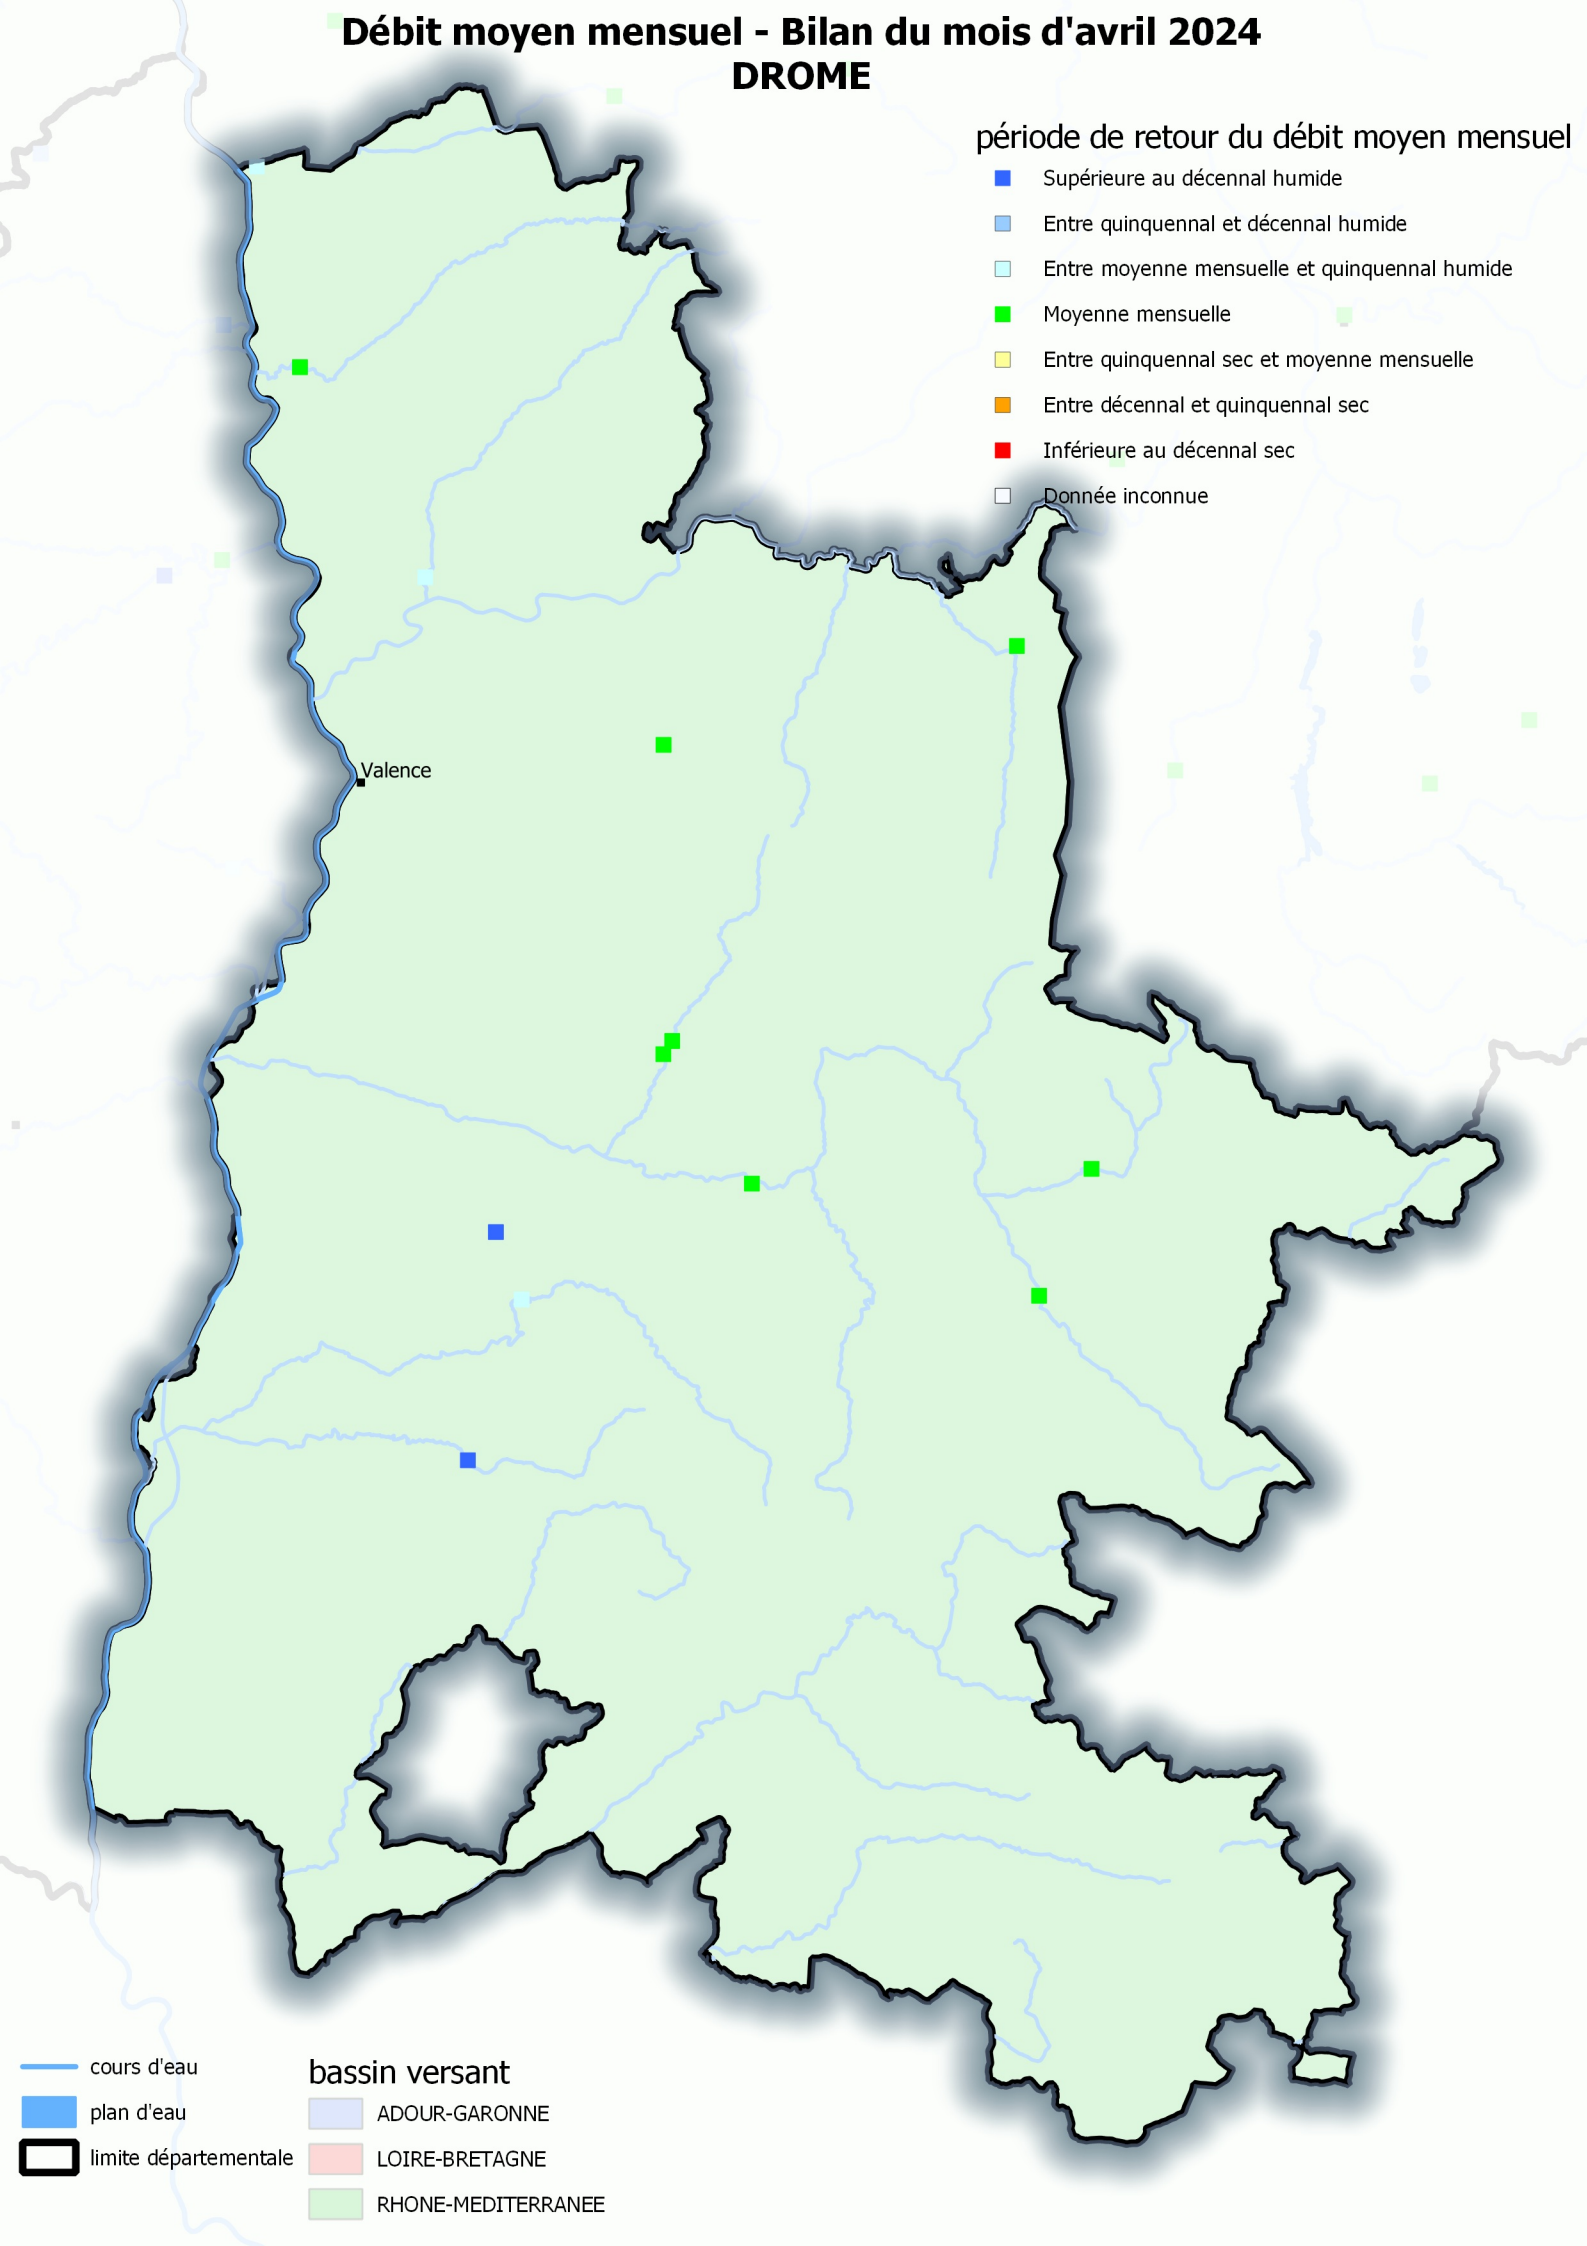 Débit moyen mensuel - Bilan du mois d'avril 2024
DROME
période de retour du débit moyen mensuel
Supérieure au décennal humide
Entre quinquennal et décennal humide
Entre moyenne mensuelle et quinquennal humide
Moyenne mensuelle
Entre quinquennal sec et moyenne mensuelle
Entre décennal et quinquennal sec
Inférieure au décennal sec
Donnée inconnue
Valence
cours d'eau
plan d'eau
limite départementale
bassin versant
ADOUR-GARONNE
LOIRE-BRETAGNE
RHONE-MEDITERRANEE